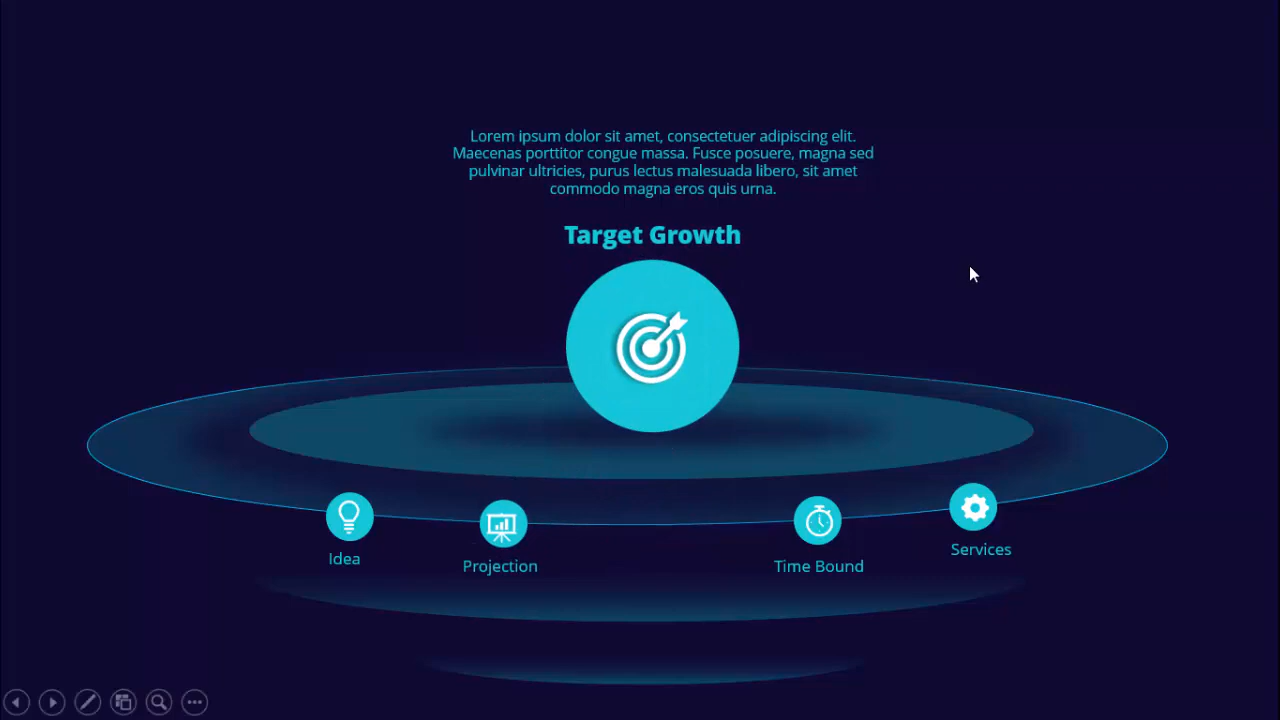 Lorem ipsum dolor sit amet, consectetuer adipiscing elit.
Maecenas porttitor congue massa. Fusce posuere, magna sed
pulvinar ultricies, purus lectus malesuada libero, sit amet
commodo magna eros quis urna.
Target Growth
Idea
Projection
Time Bound
Services